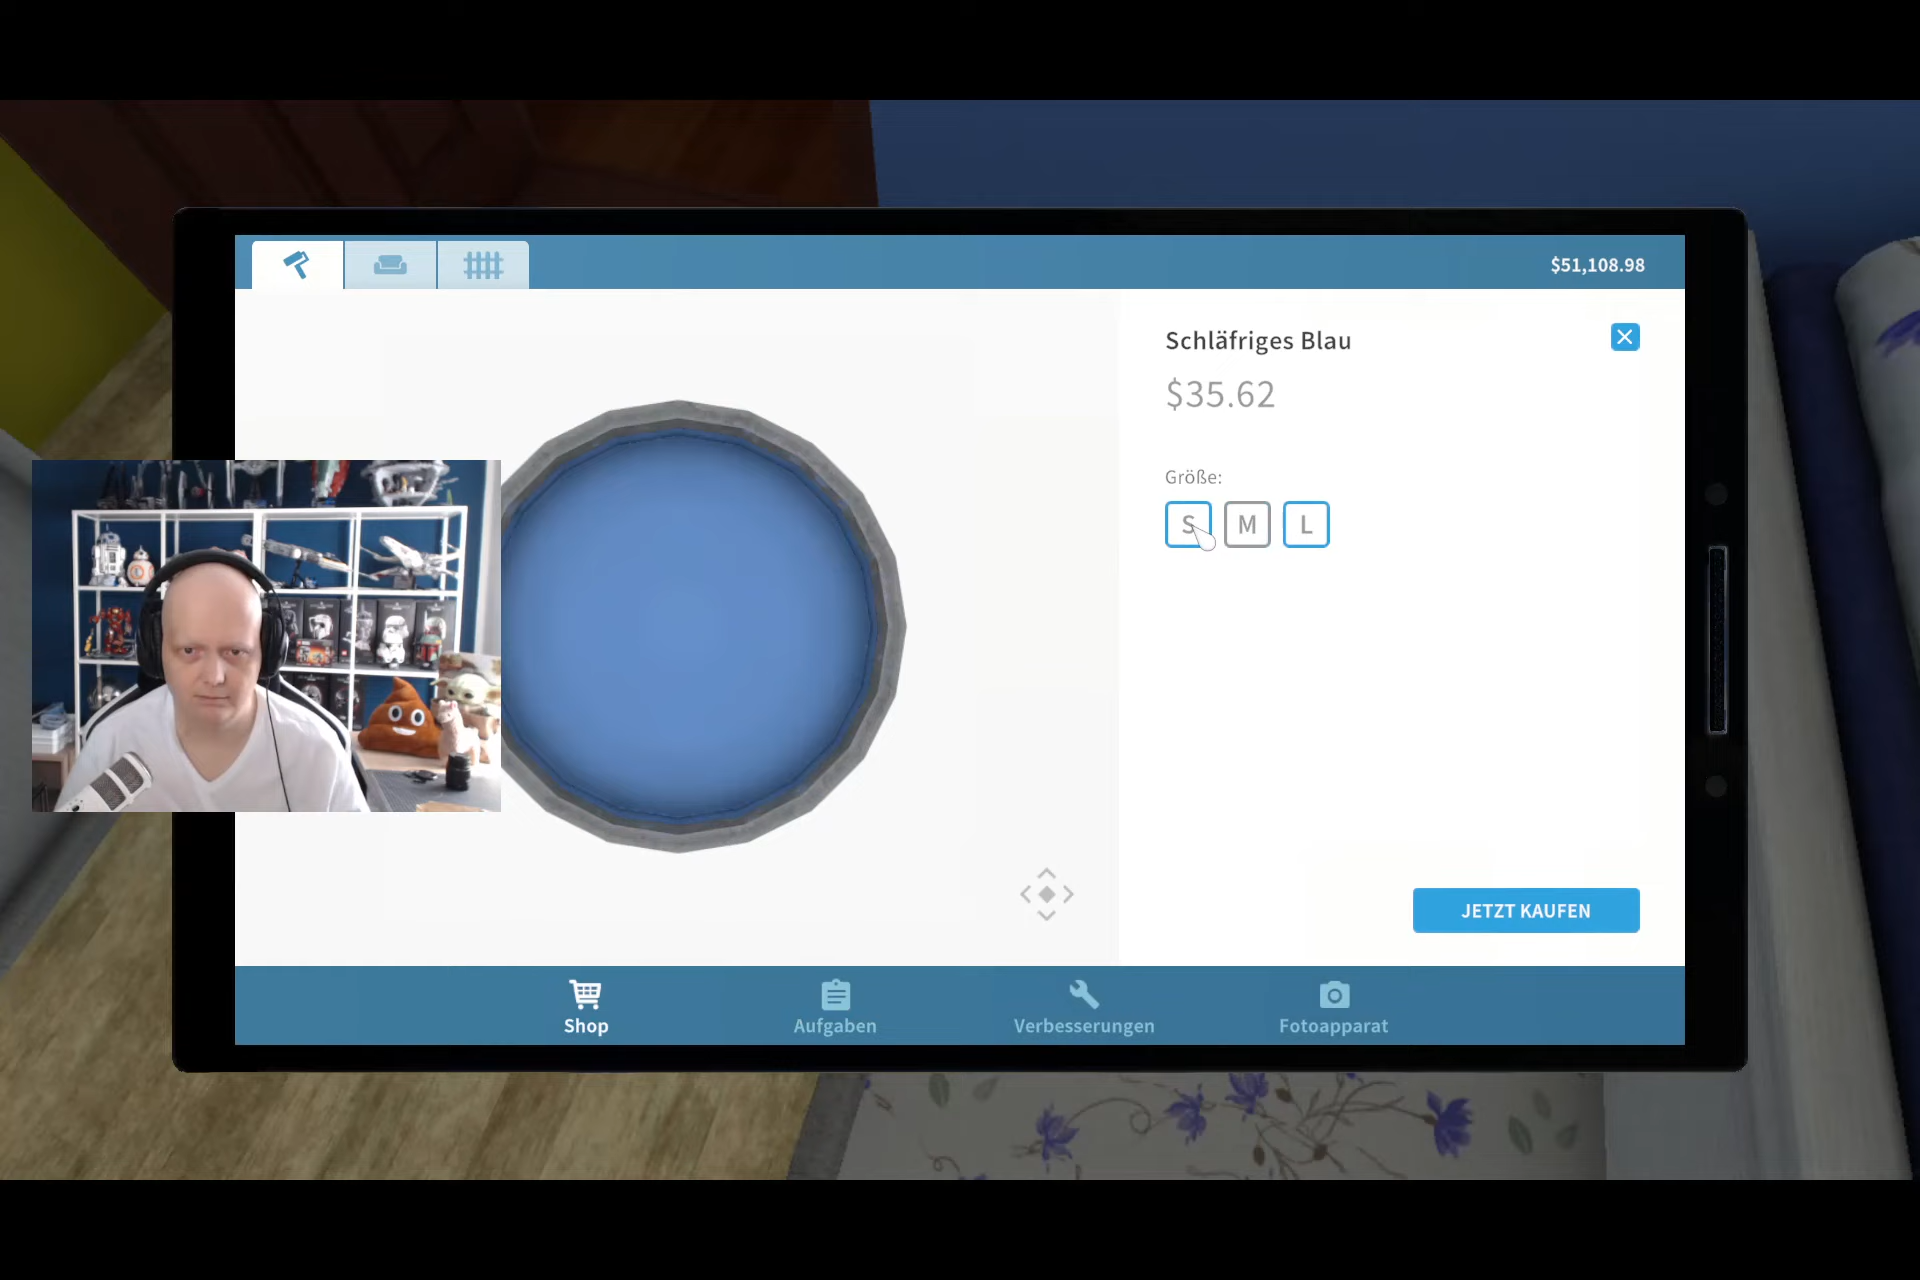 $51,108.98
Schläfriges Blau
$35.62
Größe:
S M L
JETZT KAUFEN
Shop Aufgaben Verbesserungen Fotoapparat